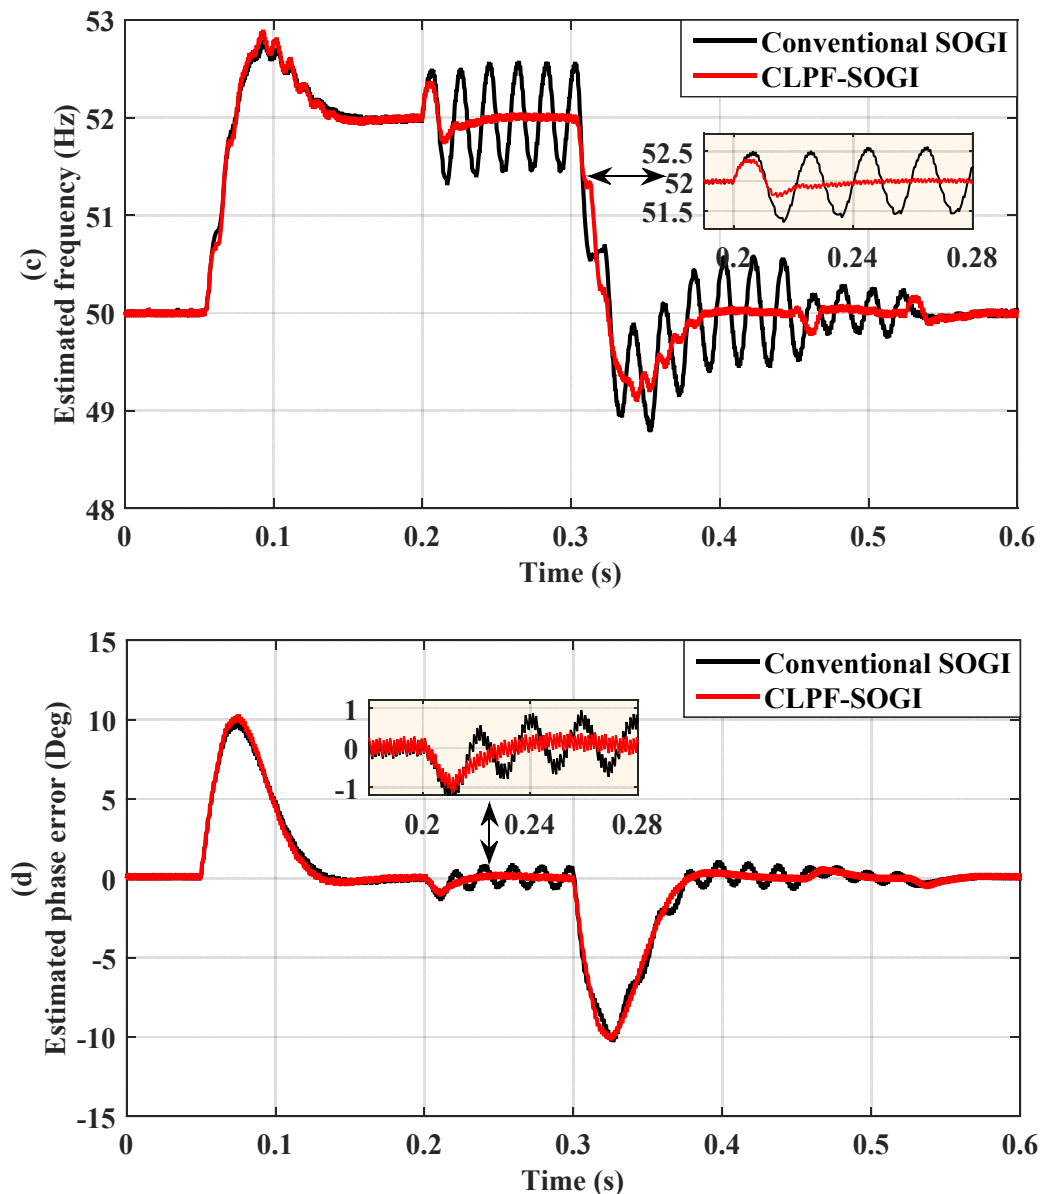 53
52
51
50
49
48
(c)
Estimated frequency (Hz)
Conventional SOGI
CLPF-SOGI
52.5
52
51.5
0.2 0.24 0.28
0 0.1 0.2 0.3 0.4 0.5 0.6
Time (s)
15
10
5
0
-5
-10
-15
(d)
Estimated phase error (Deg)
Conventional SOGI
CLPF-SOGI
1
0
-1
0.2 0.24 0.28
0 0.1 0.2 0.3 0.4 0.5 0.6
Time (s)